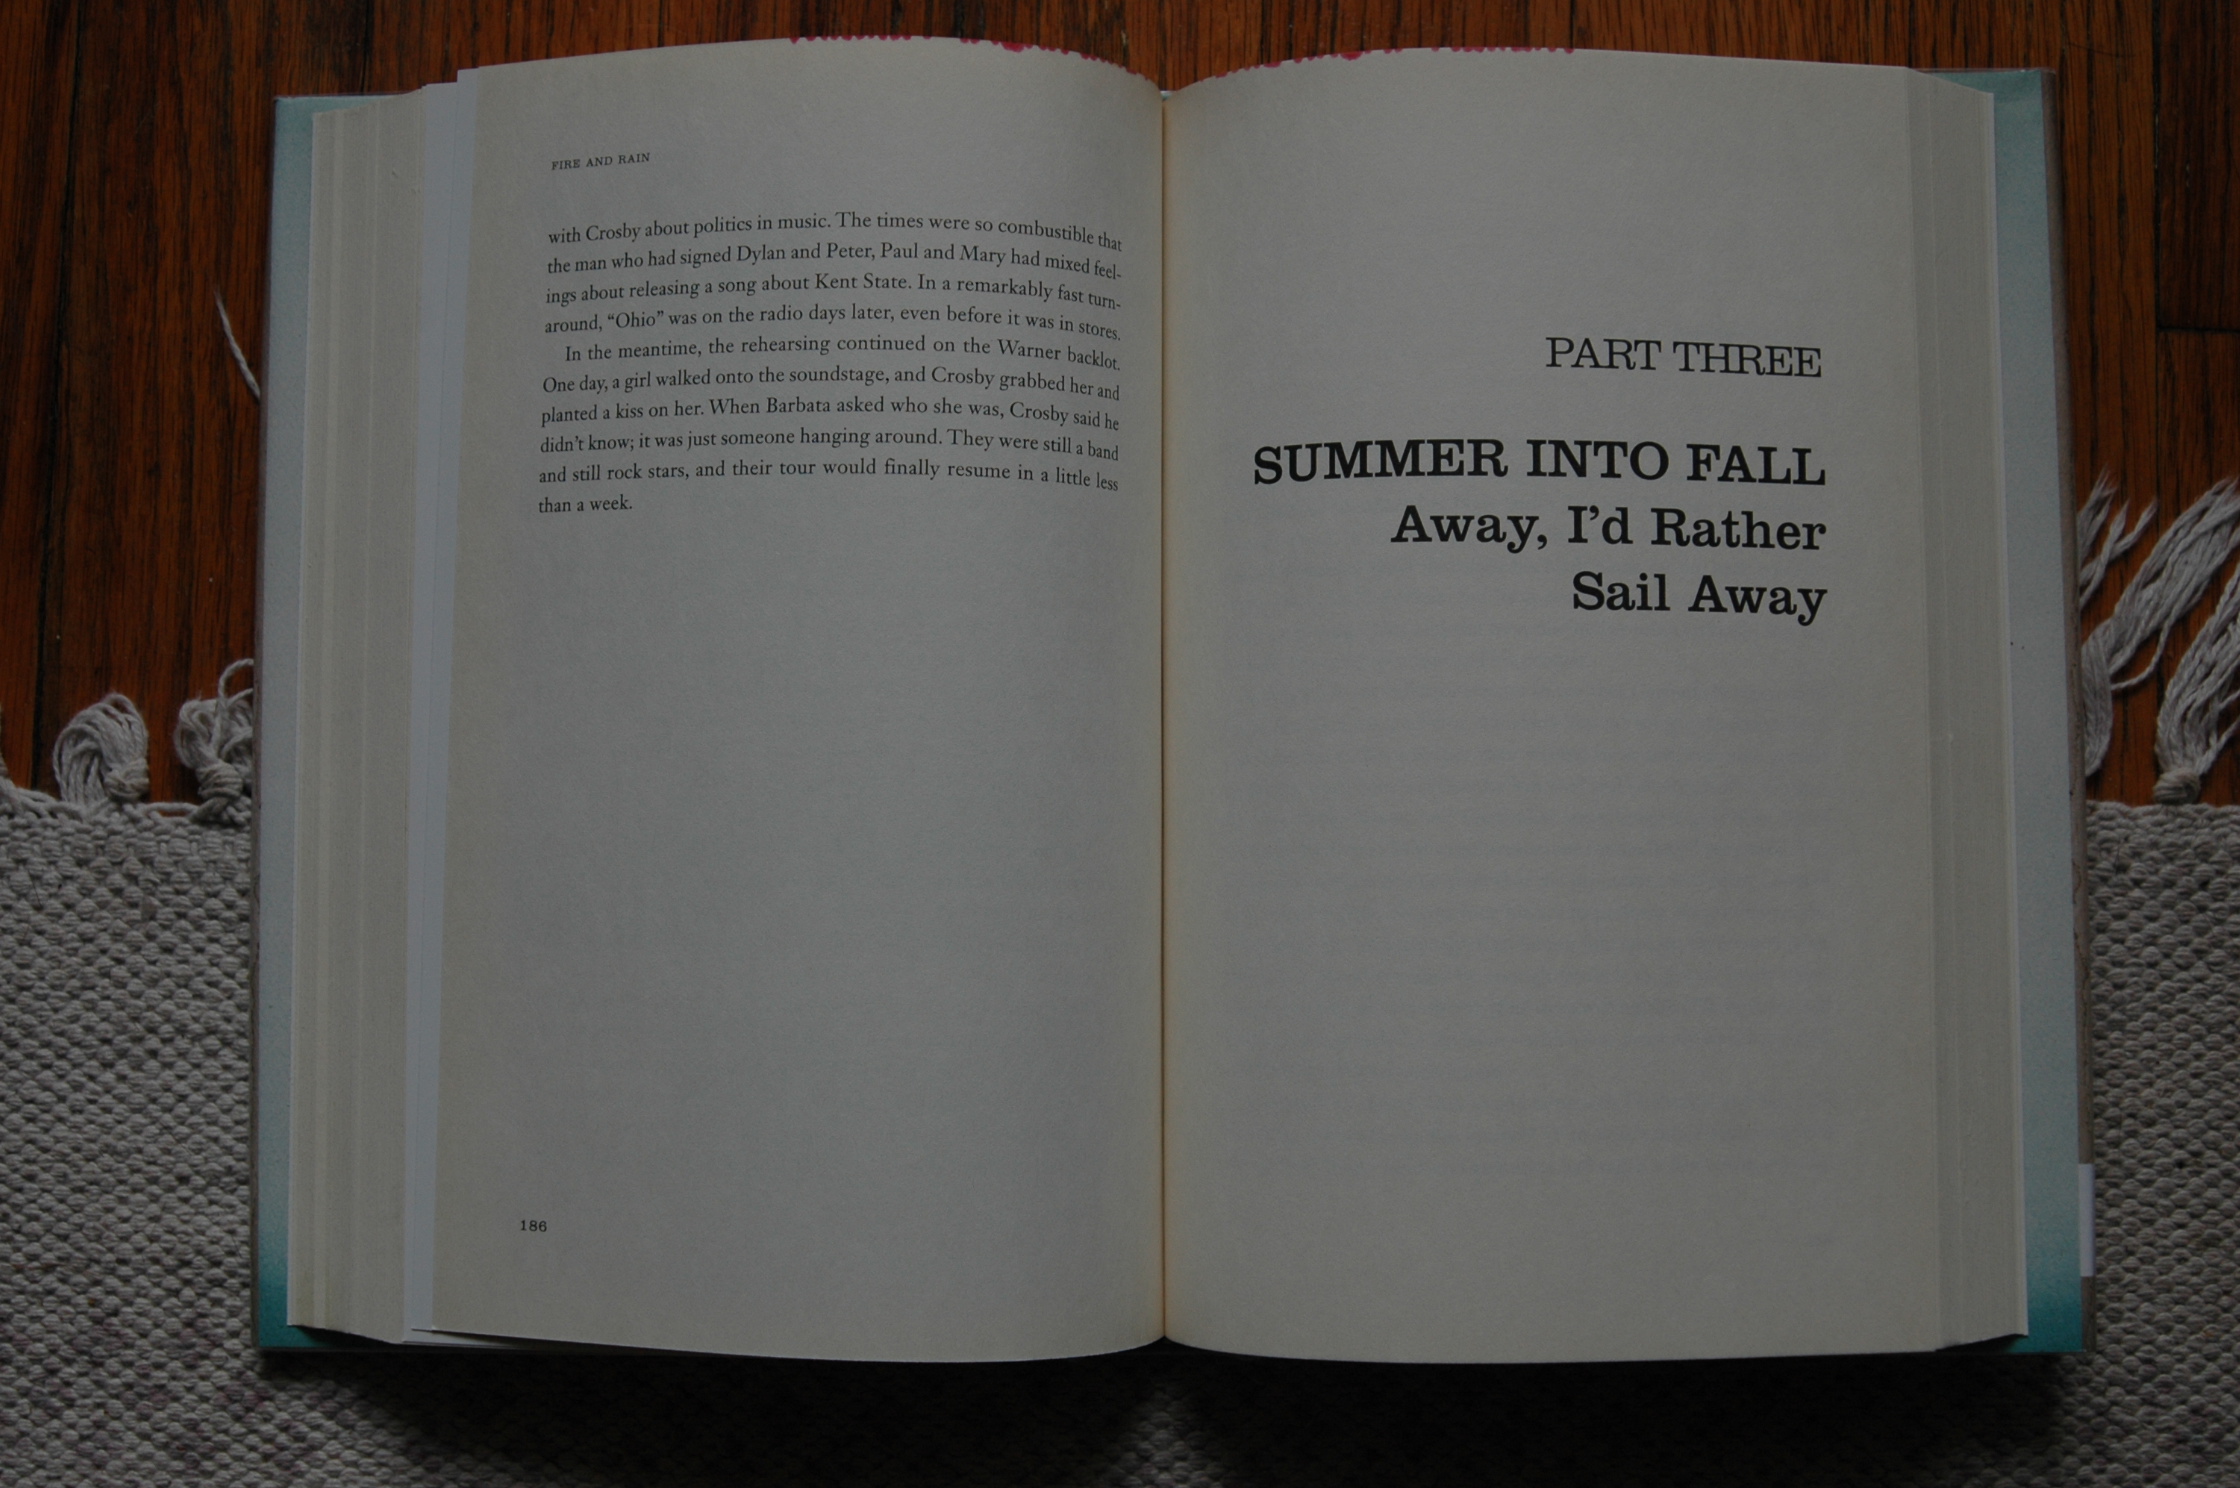 FIRE AND RAIN
with Crosby about politics in music. The times were so combustible that
the man who had signed Dylan and Peter, Paul and Mary had mixed feel-
ings about releasing a song about Kent State. In a remarkably fast turn-
around, “Ohio” was on the radio days later, even before it was in stores.
In the meantime, the rehearsing continued on the Warner backlot.
One day, a girl walked onto the soundstage, and Crosby grabbed her and
planted a kiss on her. When Barbata asked who she was, Crosby said he
didn’t know; it was just someone hanging around. They were still a band
and still rock stars, and their tour would finally resume in a little less
than a week.
186
PART THREE
SUMMER INTO FALL
Away, I’d Rather
Sail Away